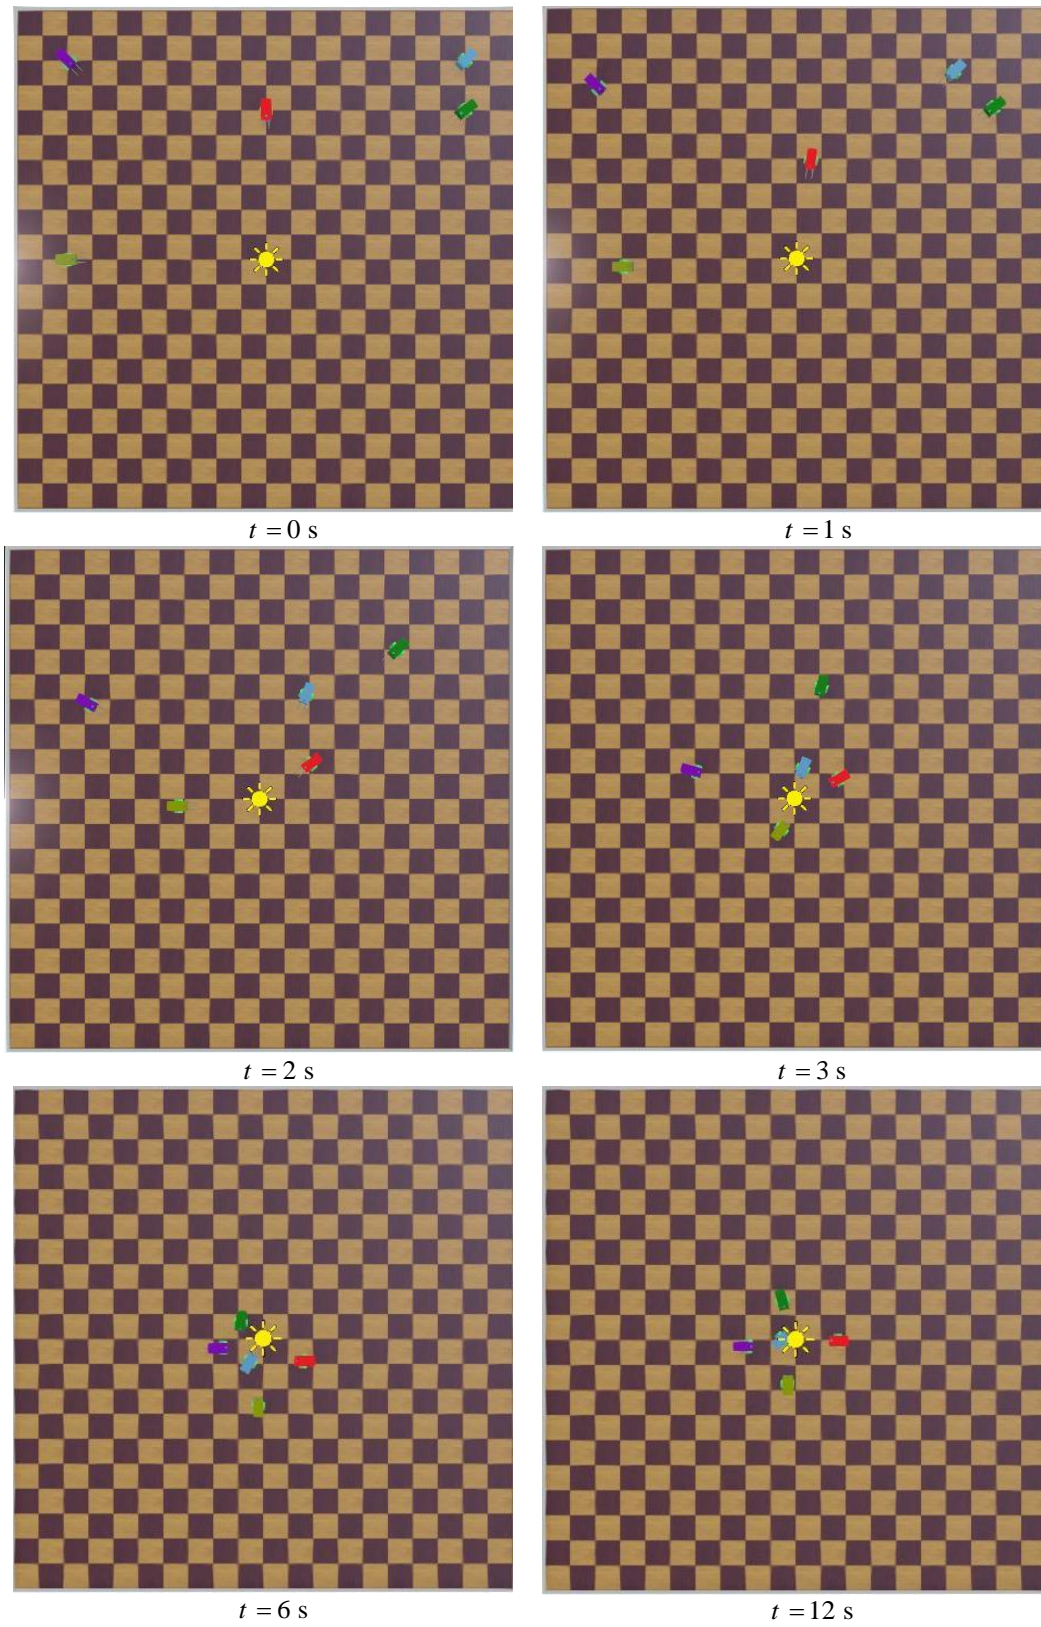 t = 0 s
t = 1 s
t = 2 s
t = 3 s
t = 6 s
t = 12 s